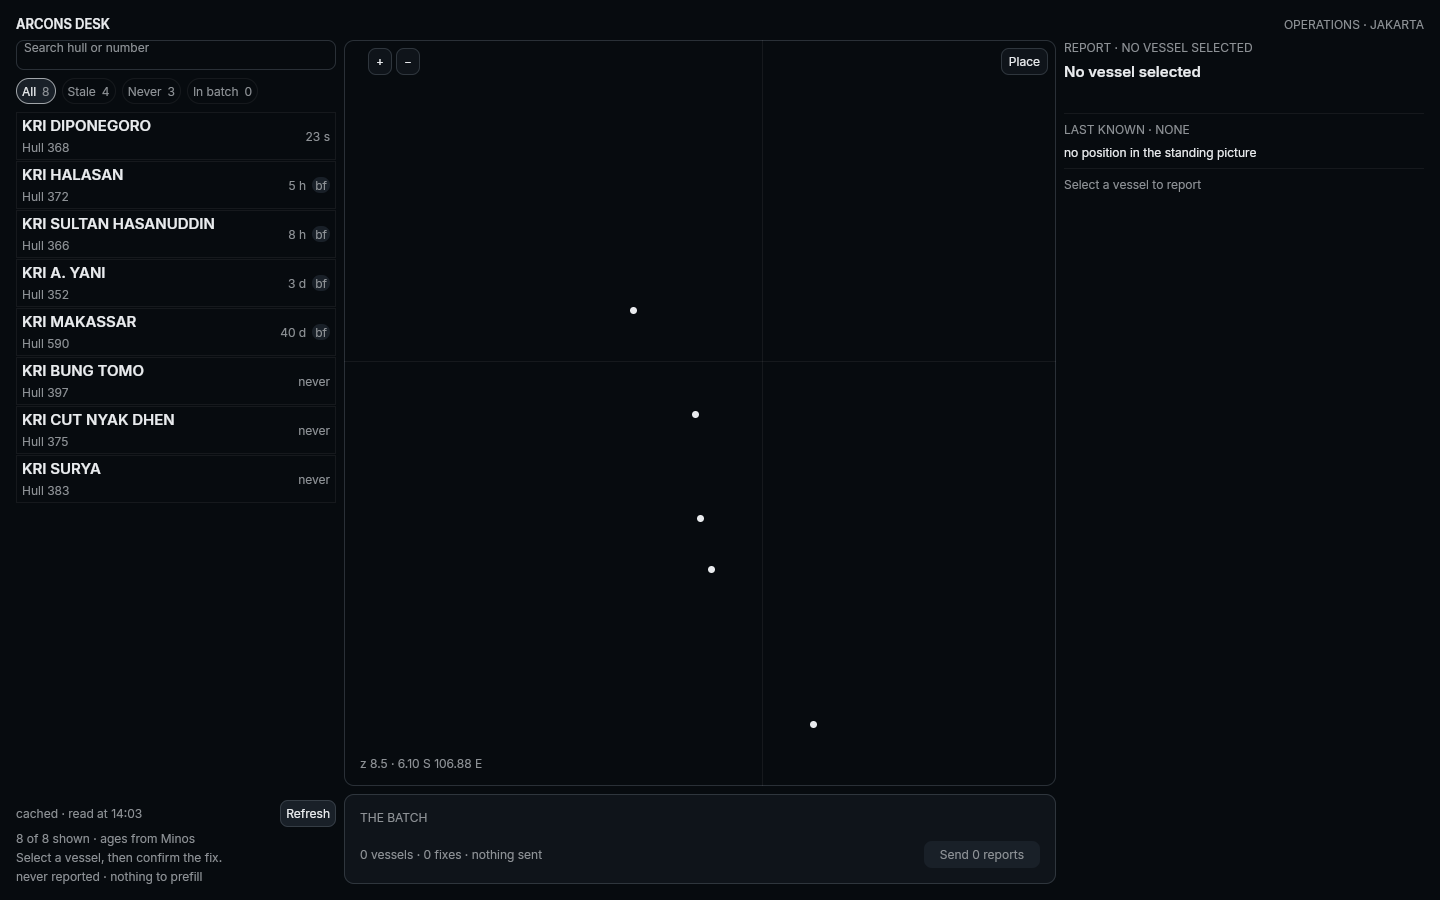 ARCONS DESK
OPERATIONS · JAKARTA
Search hull or number
All 8
Stale 4
Never 3
In batch 0
KRI DIPONEGORO
Hull 368
23 s
KRI HALASAN
Hull 372
5 h bf
KRI SULTAN HASANUDDIN
Hull 366
8 h bf
KRI A. YANI
Hull 352
3 d bf
KRI MAKASSAR
Hull 590
40 d bf
KRI BUNG TOMO
Hull 397
never
KRI CUT NYAK DHEN
Hull 375
never
KRI SURYA
Hull 383
never
cached · read at 14:03
Refresh
8 of 8 shown · ages from Minos
Select a vessel, then confirm the fix.
never reported · nothing to prefill
+
−
Place
z 8.5 · 6.10 S 106.88 E
THE BATCH
0 vessels · 0 fixes · nothing sent
Send 0 reports
REPORT · NO VESSEL SELECTED
No vessel selected
LAST KNOWN · NONE
no position in the standing picture
Select a vessel to report